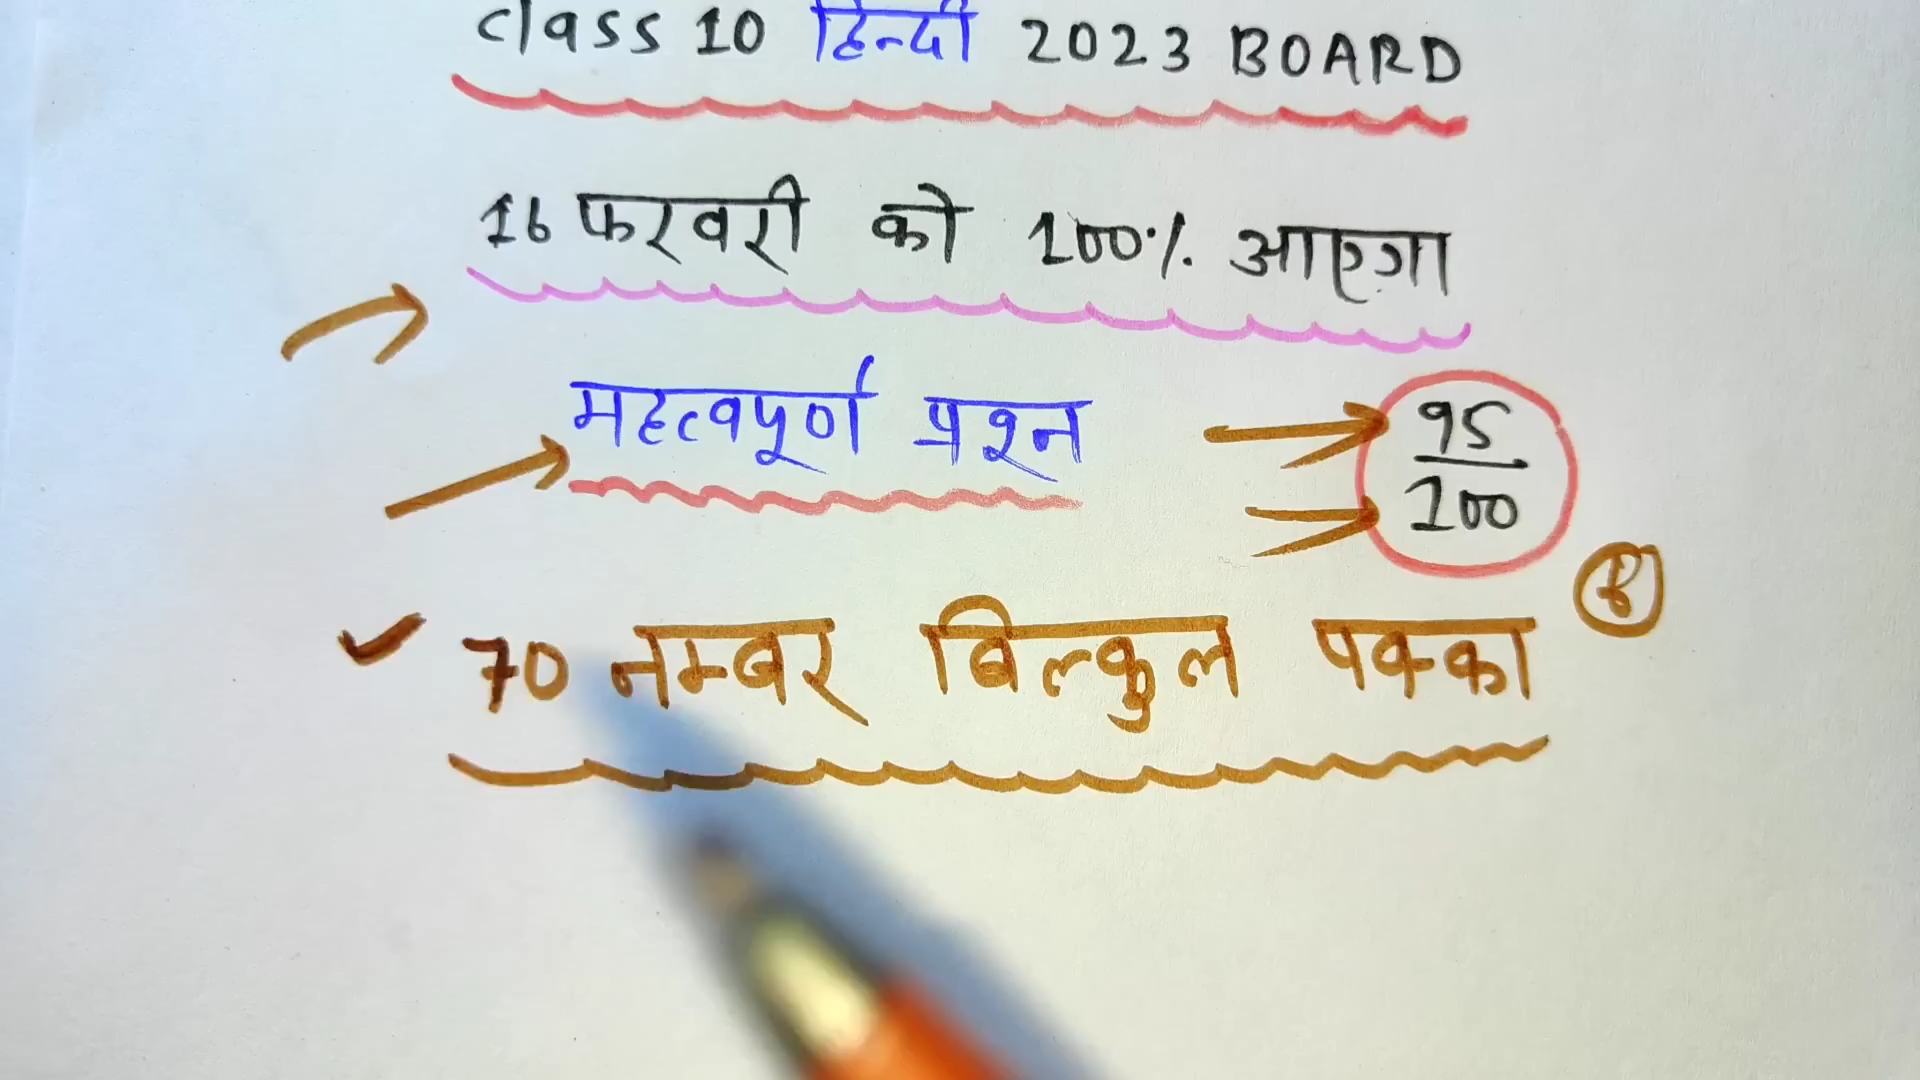 class 10 हिन्दी 2023 BOARD
16 फरवरी को 100% आएगा
महत्वपूर्ण प्रश्न
95
100
70 नम्बर बिल्कुल पक्का